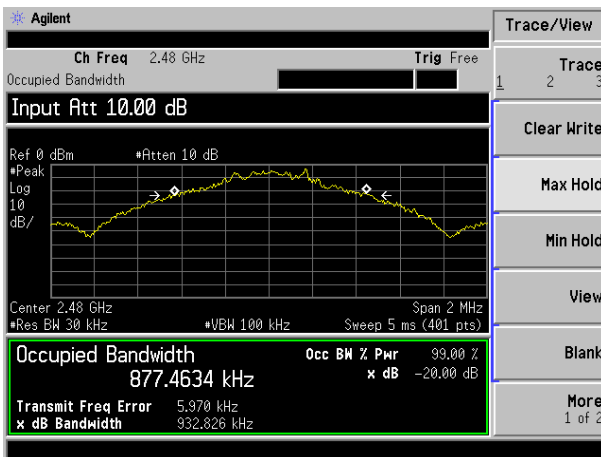 Agilent
Trace/View
Ch Freq 2.48 GHz Trig Free
Occupied Bandwidth
Trace
1 2 3
Input Att 10.00 dB
Clear Write
Ref 0 dBm #Atten 10 dB
#Peak
Log
10
dB/
Max Hold
Min Hold
View
Center 2.48 GHz Span 2 MHz
#Res BW 30 kHz #VBW 100 kHz Sweep 5 ms (401 pts)
Occupied Bandwidth Occ BW % Pwr 99.00 %
877.4634 kHz x dB -20.00 dB
Blank
Transmit Freq Error 5.970 kHz
x dB Bandwidth 932.826 kHz
More
1 of 2